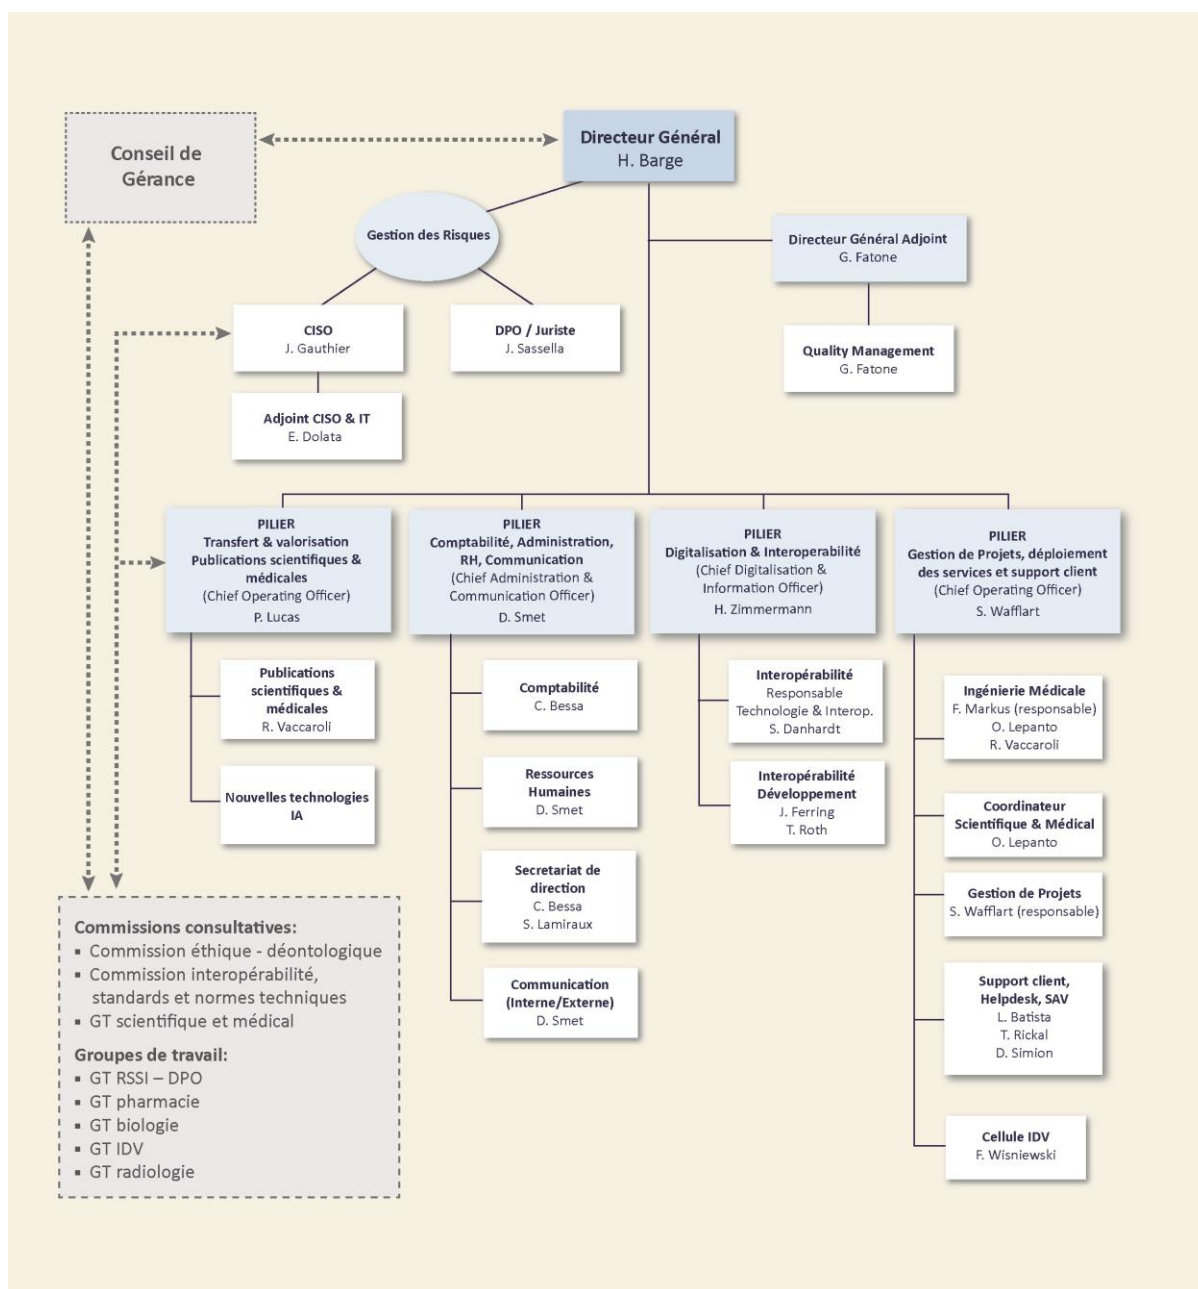 Conseil de
Gérance
Directeur Général
H. Barge
Gestion des Risques
Directeur Général Adjoint
G. Fatone
CISO
J. Gauthier
DPO / Juriste
J. Sassella
Quality Management
G. Fatone
Adjoint CISO & IT
E. Dolata
PILIER
Transfert & valorisation
Publications scientifiques &
médicales
(Chief Operating Officer)
P. Lucas
PILIER
Comptabilité, Administration,
RH, Communication
(Chief Administration &
Communication Officer)
D. Smet
PILIER
Digitalisation & Interoperabilité
(Chief Digitalisation &
Information Officer)
H. Zimmermann
PILIER
Gestion de Projets, déploiement
des services et support client
(Chief Operating Officer)
S. Wafflart
Publications
scientifiques &
médicales
R. Vaccaroli
Nouvelles technologies
IA
Comptabilité
C. Bessa
Ressources
Humaines
D. Smet
Secretariat de
direction
C. Bessa
S. Lamiraux
Communication
(Interne/Externe)
D. Smet
Interopérabilité
Responsable
Technologie & Interop.
S. Danhardt
Interopérabilité
Développement
J. Ferring
T. Roth
Ingénierie Médicale
F. Markus (responsable)
O. Lepanto
R. Vaccaroli
Coordinateur
Scientifique & Médical
O. Lepanto
Gestion de Projets
S. Wafflart (responsable)
Support client,
Helpdesk, SAV
L. Batista
T. Rickal
D. Simion
Cellule IDV
F. Wisniewski
Commissions consultatives:
▪ Commission éthique - déontologique
▪ Commission interopérabilité,
standards et normes techniques
▪ GT scientifique et médical
Groupes de travail:
▪ GT RSSI – DPO
▪ GT pharmacie
▪ GT biologie
▪ GT IDV
▪ GT radiologie